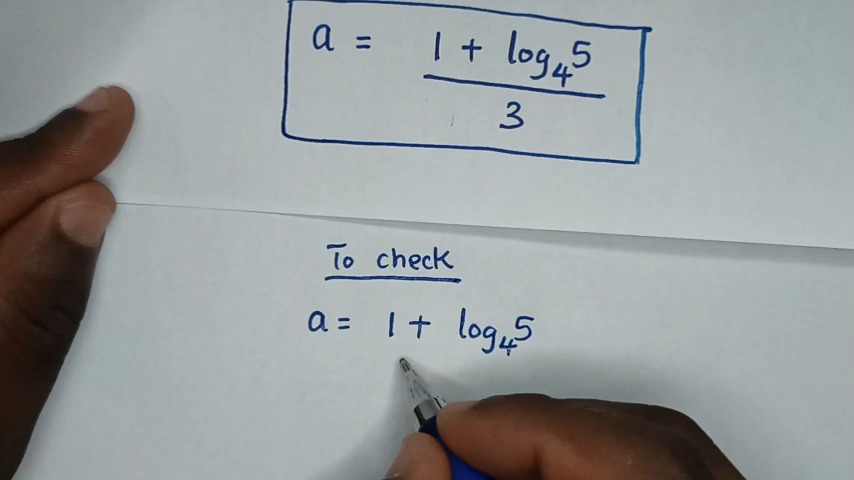 a = 1 + log₄5
3
To check
a = 1 + log₄5